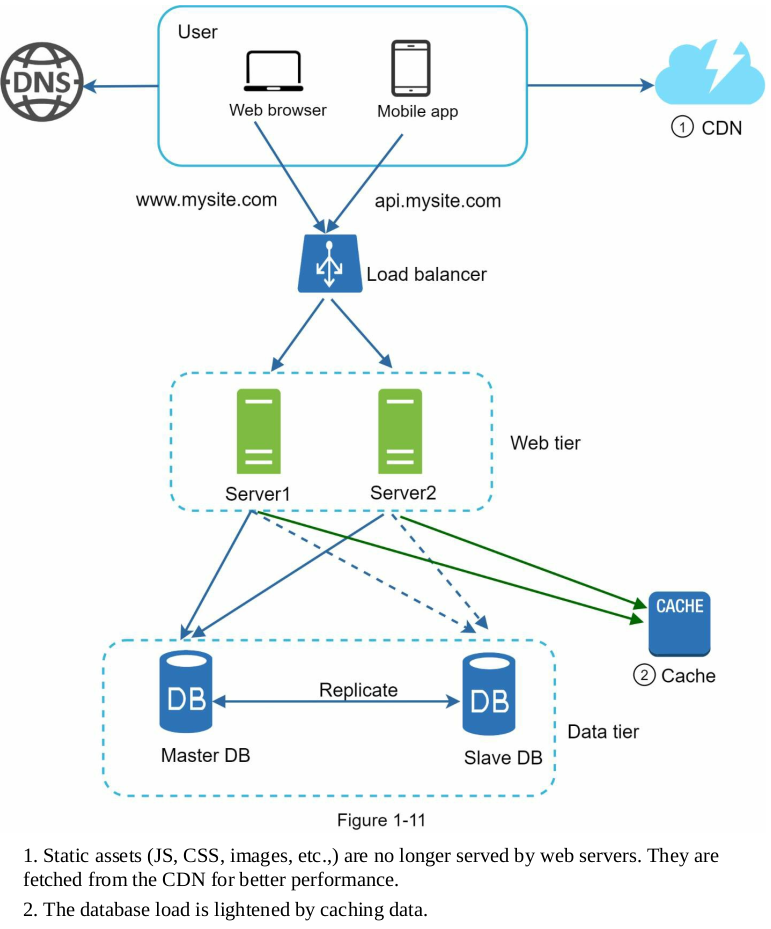 User
DNS
Web browser
Mobile app
1 CDN
www.mysite.com
api.mysite.com
Load balancer
Web tier
Server1
Server2
CACHE
2 Cache
DB
Replicate
DB
Master DB
Slave DB
Data tier
Figure 1-11
1. Static assets (JS, CSS, images, etc.,) are no longer served by web servers. They are
fetched from the CDN for better performance.
2. The database load is lightened by caching data.